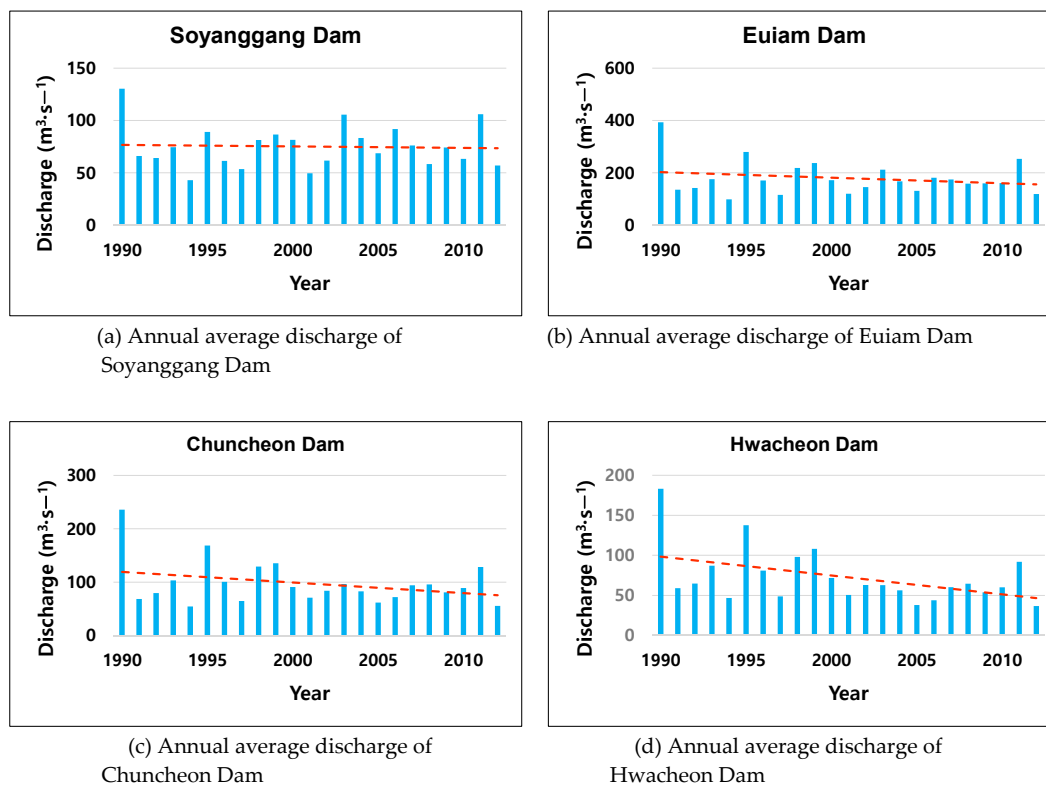 Soyanggang Dam
Discharge (m³·s−1)
150
100
50
0
1990
1995
2000
2005
2010
Year
(a) Annual average discharge of
Soyanggang Dam
Euiam Dam
Discharge (m³·s−1)
600
400
200
0
1990
1995
2000
2005
2010
Year
(b) Annual average discharge of Euiam Dam
Chuncheon Dam
Discharge (m³·s−1)
300
200
100
0
1990
1995
2000
2005
2010
Year
(c) Annual average discharge of
Chuncheon Dam
Hwacheon Dam
Discharge (m³·s−1)
200
150
100
50
0
1990
1995
2000
2005
2010
Year
(d) Annual average discharge of
Hwacheon Dam